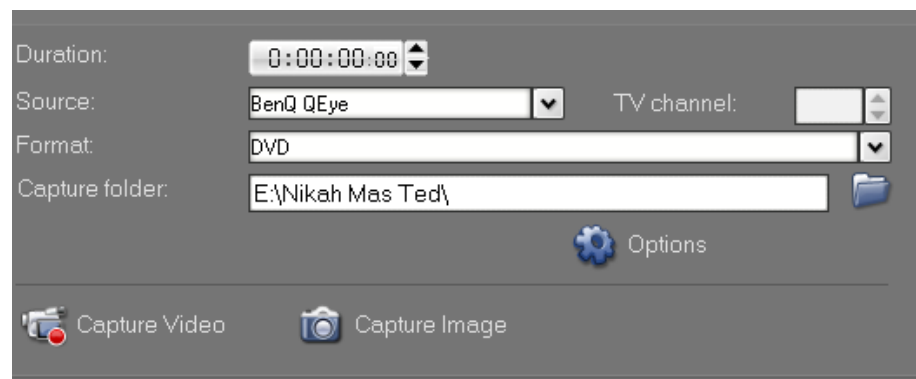 Duration: 0:00:00:00
Source: BenQ QEye TV channel:
Format: DVD
Capture folder: E:\Nikah Mas Ted\
Options
Capture Video Capture Image